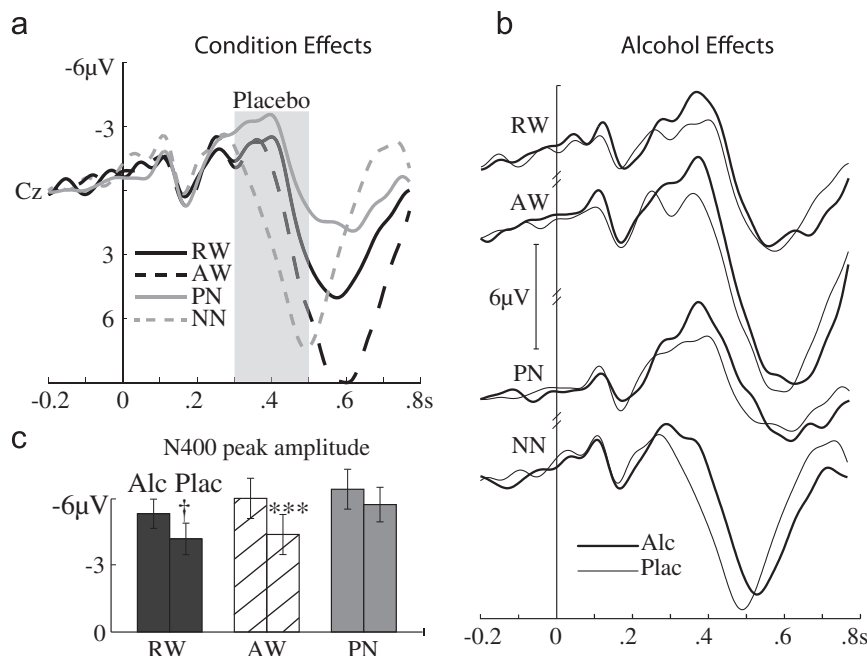 a
Condition Effects
-6μV
Placebo
-3
Cz
3
6
RW
AW
PN
NN
-0.2 0 .2 .4 .6 .8s
b
Alcohol Effects
RW
AW
6μV
PN
NN
Alc
Plac
-0.2 0 .2 .4 .6 .8s
c
N400 peak amplitude
Alc Plac
-6μV
†
***
-3
0
RW AW PN